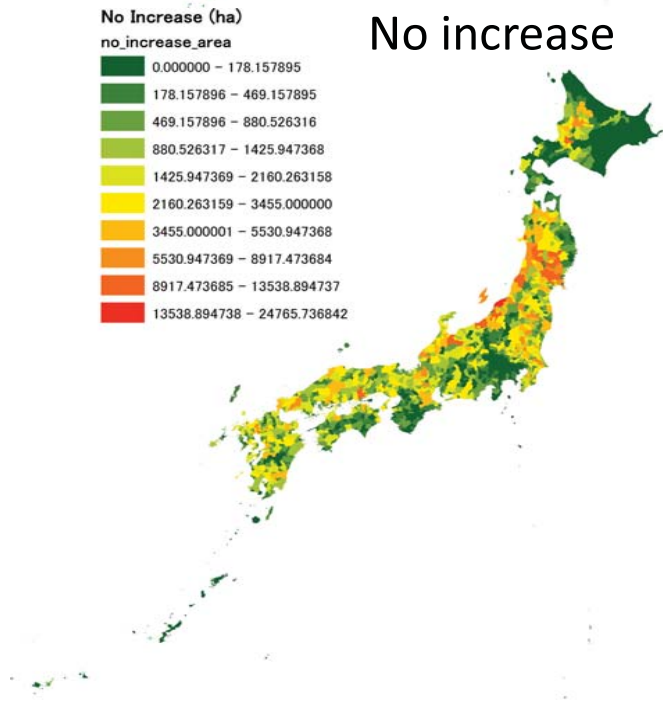 No Increase (ha)
No increase
no_increase_area
0.000000 – 178.157895
178.157896 – 469.157895
469.157896 – 880.526316
880.526317 – 1425.947368
1425.947369 – 2160.263158
2160.263159 – 3455.000000
3455.000001 – 5530.947368
5530.947369 – 8917.473684
8917.473685 – 13538.894737
13538.894738 – 24765.736842